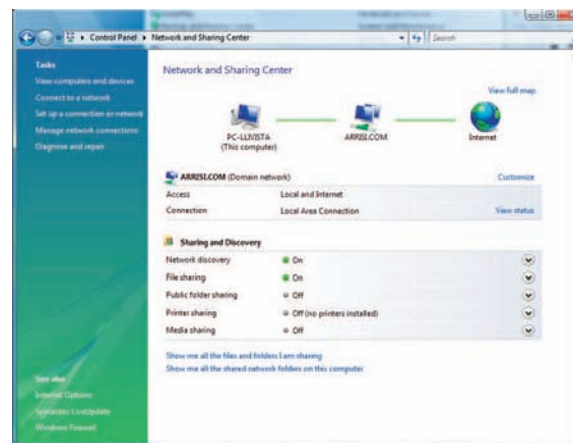 Control Panel ▸ Network and Sharing Center
Search
Tasks
View computers and devices
Connect to a network
Set up a connection or network
Manage network connections
Diagnose and repair
See also
Internet Options
Symantec LiveUpdate
Windows Firewall
Network and Sharing Center
View full map
PC-LLIVISTA
(This computer)
ARRISI.COM
Internet
ARRISI.COM (Domain network)
Customize
Access Local and Internet
Connection Local Area Connection View status
Sharing and Discovery
Network discovery On
File sharing On
Public folder sharing Off
Printer sharing Off (no printers installed)
Media sharing Off
Show me all the files and folders I am sharing
Show me all the shared network folders on this computer